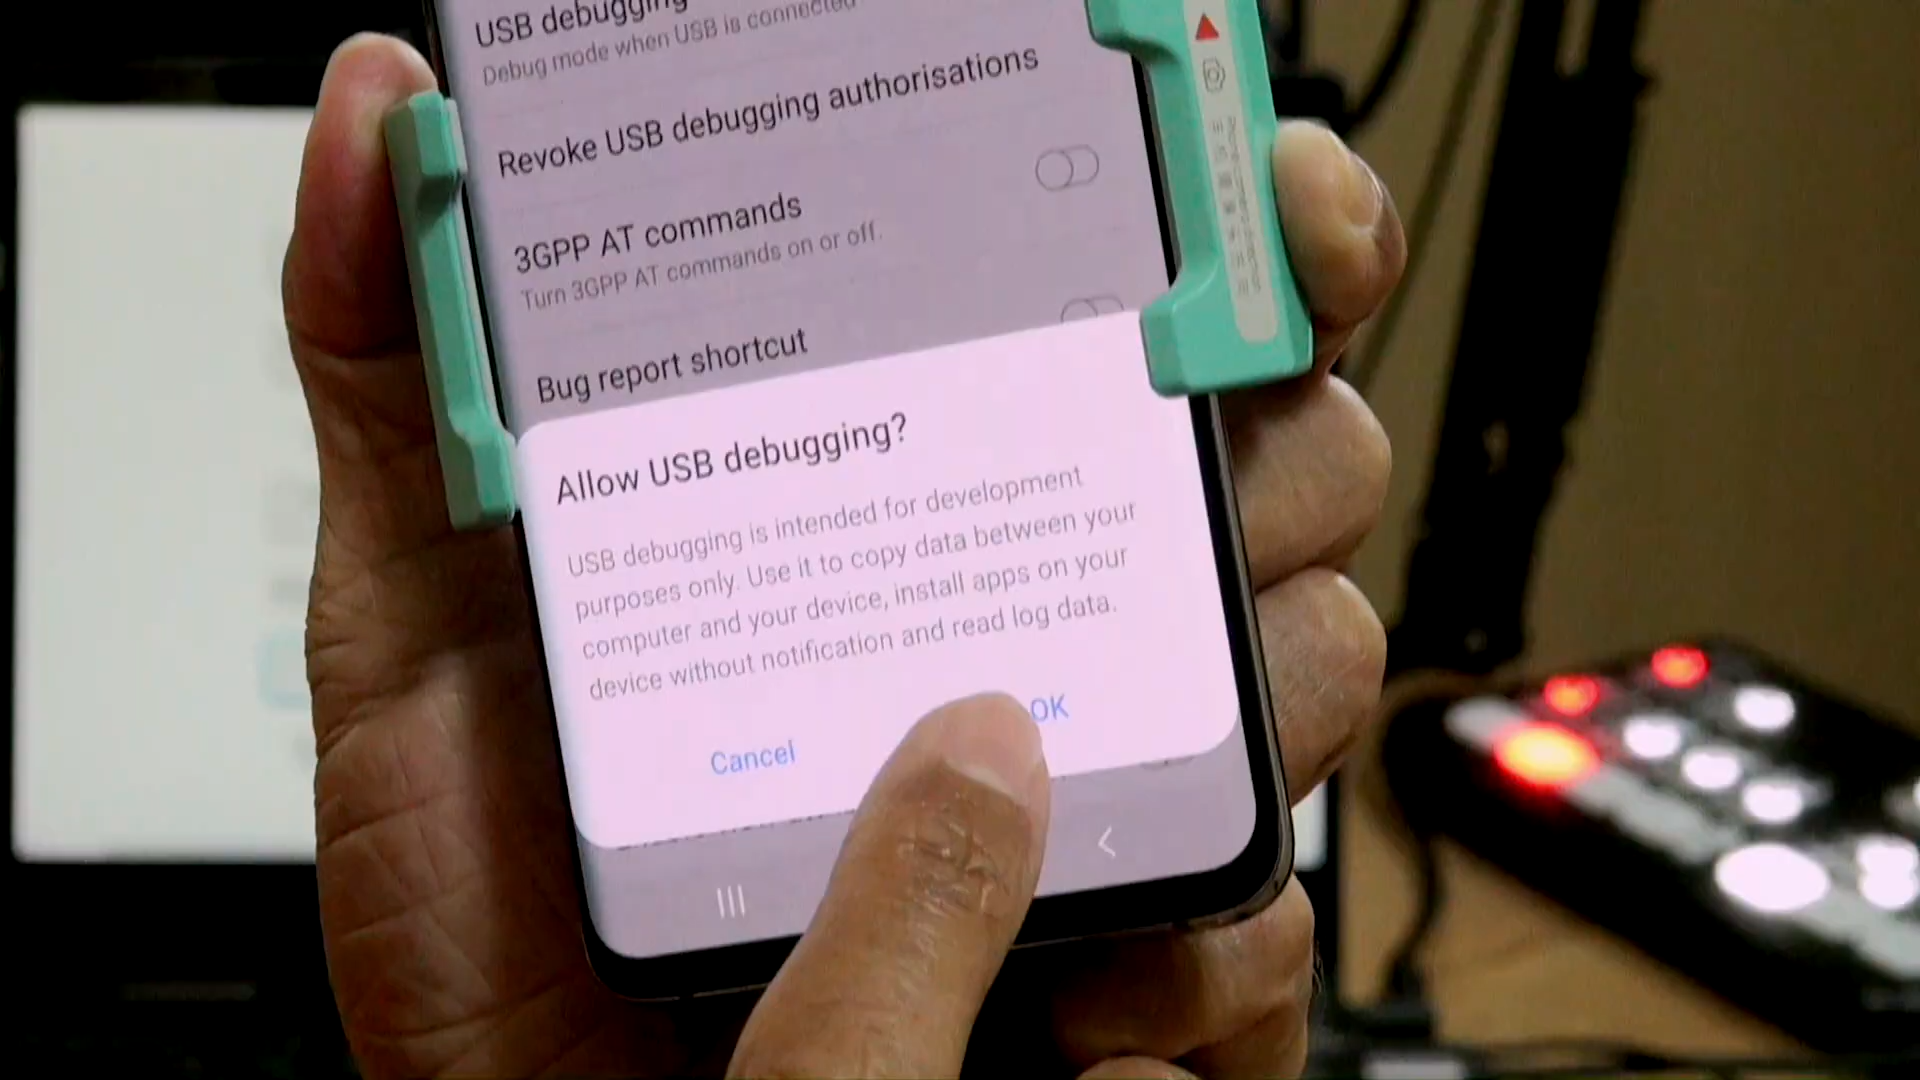 USB debugging
Debug mode when USB is connected
Revoke USB debugging authorisations
3GPP AT commands
Turn 3GPP AT commands on or off.
Bug report shortcut
Allow USB debugging?
USB debugging is intended for development
purposes only. Use it to copy data between your
computer and your device, install apps on your
device without notification and read log data.
Cancel
OK